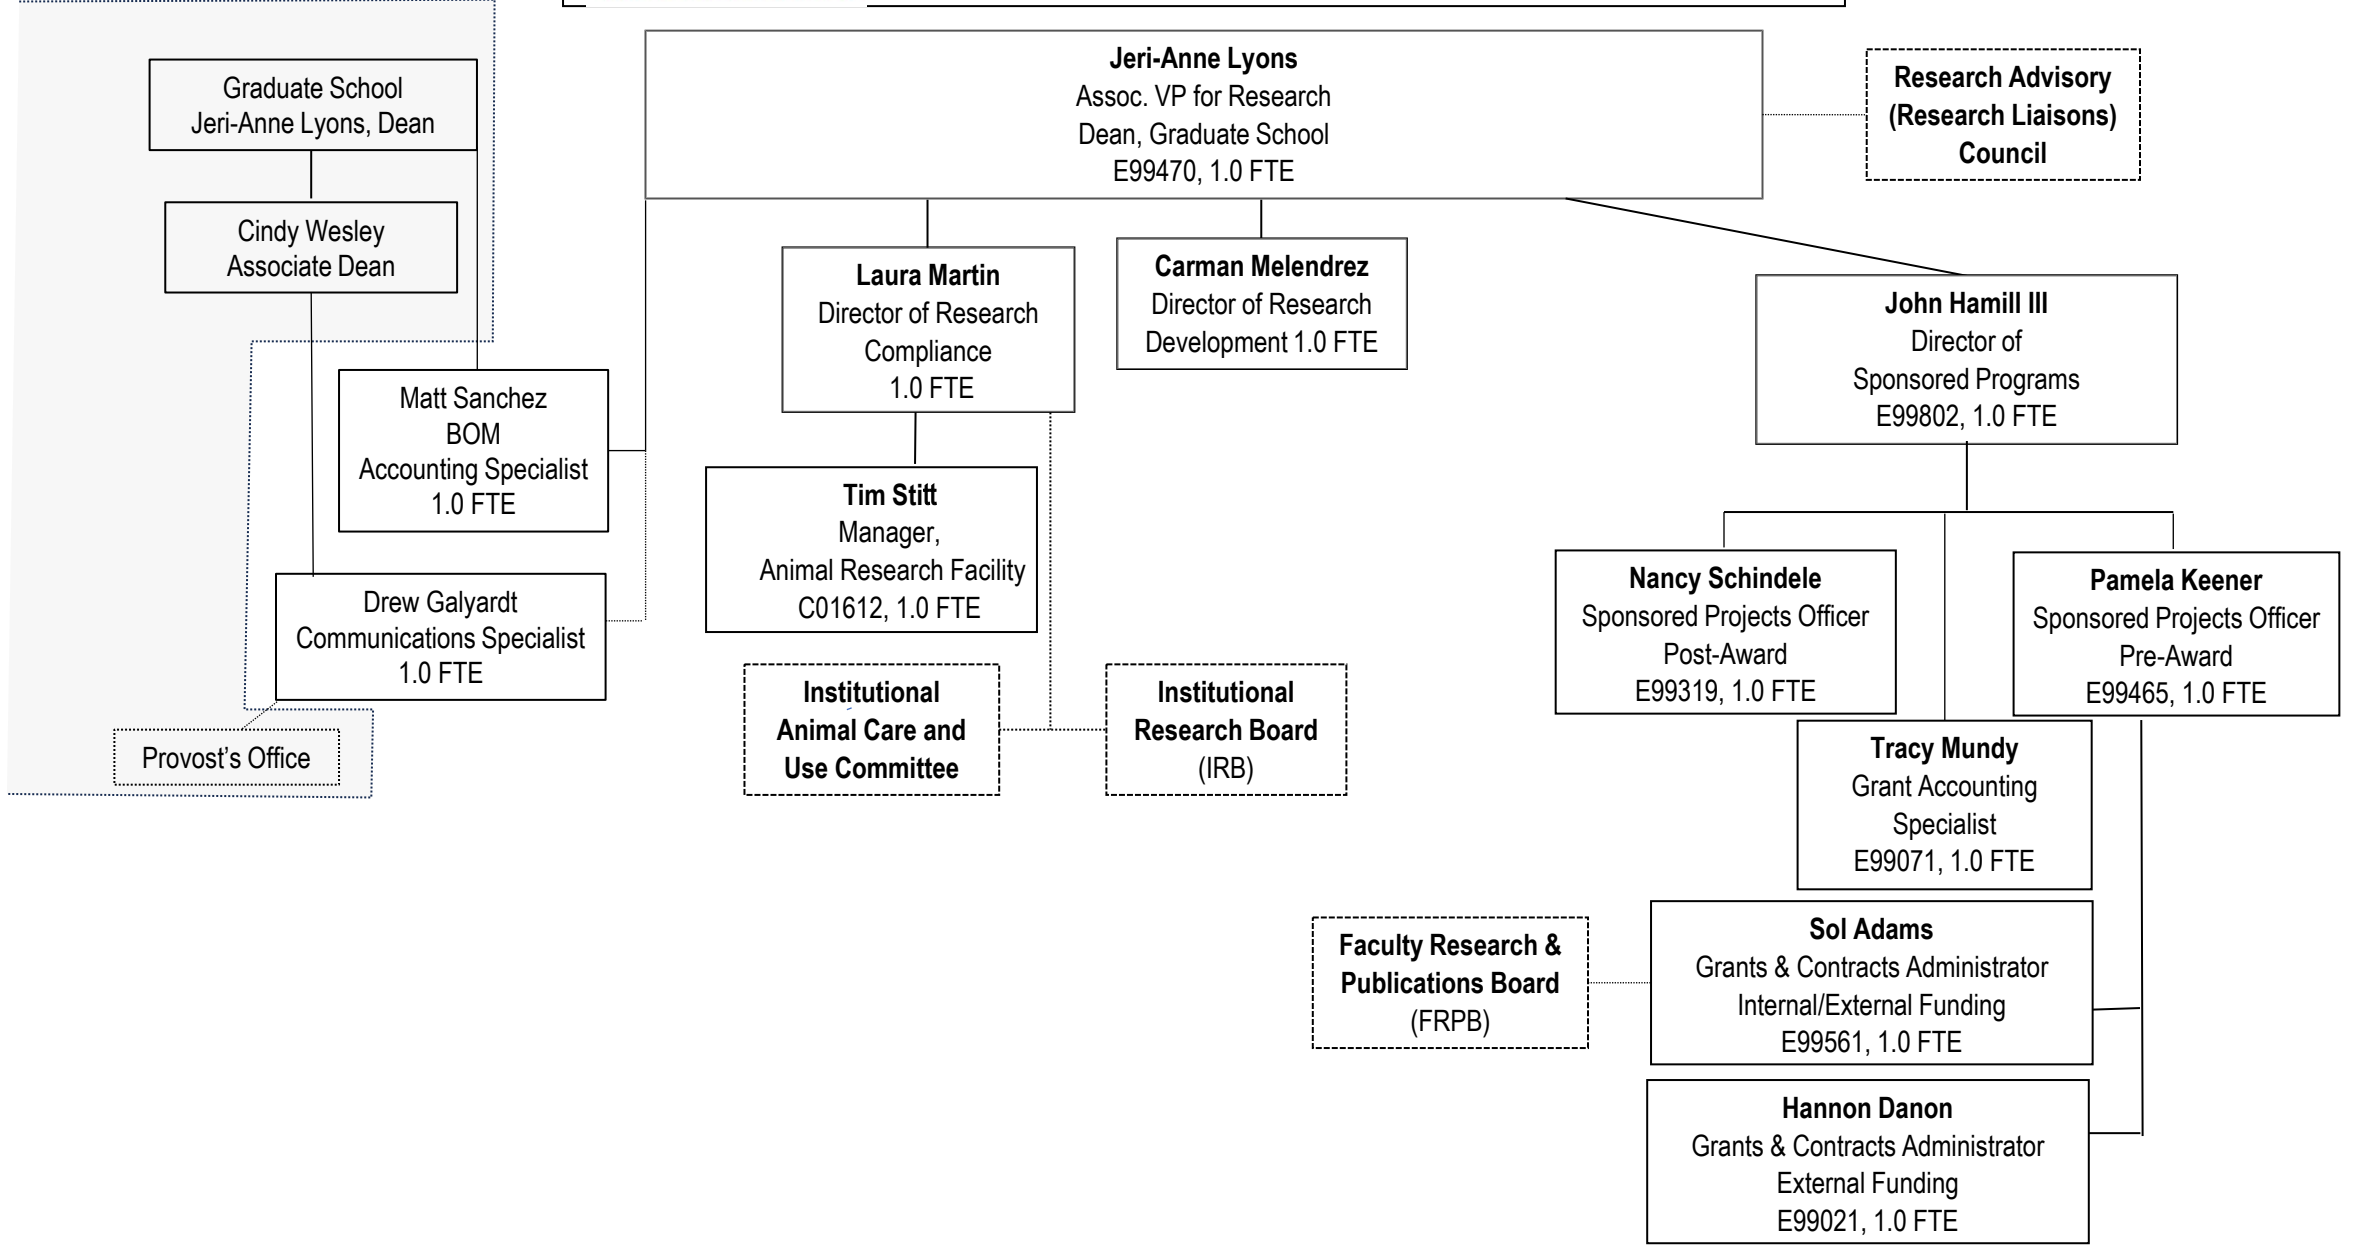 Graduate School
Jeri-Anne Lyons, Dean
Cindy Wesley
Associate Dean
Matt Sanchez
BOM
Accounting Specialist
1.0 FTE
Drew Galyardt
Communications Specialist
1.0 FTE
Provost's Office
Jeri-Anne Lyons
Assoc. VP for Research
Dean, Graduate School
E99470, 1.0 FTE
Research Advisory
(Research Liaisons)
Council
Laura Martin
Director of Research
Compliance
1.0 FTE
Carman Melendrez
Director of Research
Development 1.0 FTE
John Hamill III
Director of
Sponsored Programs
E99802, 1.0 FTE
Tim Stitt
Manager,
Animal Research Facility
C01612, 1.0 FTE
Institutional
Animal Care and
Use Committee
Institutional
Research Board
(IRB)
Nancy Schindele
Sponsored Projects Officer
Post-Award
E99319, 1.0 FTE
Pamela Keener
Sponsored Projects Officer
Pre-Award
E99465, 1.0 FTE
Tracy Mundy
Grant Accounting
Specialist
E99071, 1.0 FTE
Faculty Research &
Publications Board
(FRPB)
Sol Adams
Grants & Contracts Administrator
Internal/External Funding
E99561, 1.0 FTE
Hannon Danon
Grants & Contracts Administrator
External Funding
E99021, 1.0 FTE